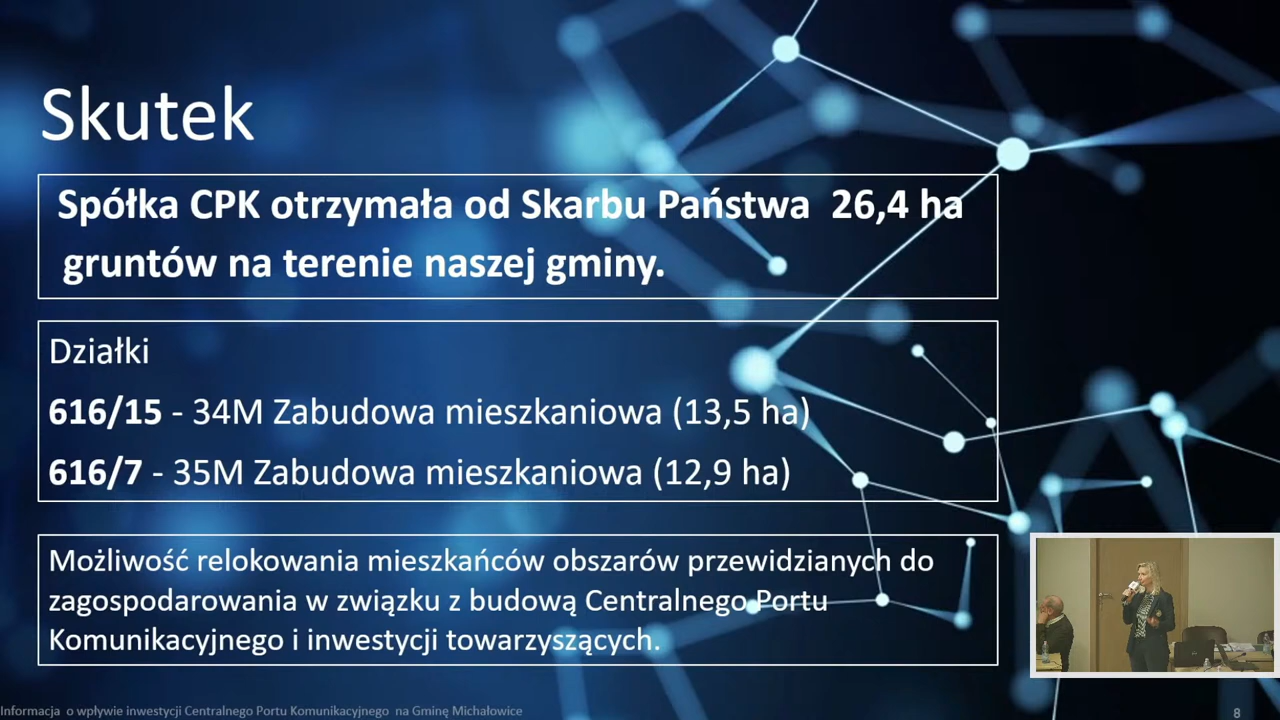 Skutek
Spółka CPK otrzymała od Skarbu Państwa 26,4 ha
gruntów na terenie naszej gminy.
Działki
616/15 - 34M Zabudowa mieszkaniowa (13,5 ha)
616/7 - 35M Zabudowa mieszkaniowa (12,9 ha)
Możliwość relokowania mieszkańców obszarów przewidzianych do
zagospodarowania w związku z budową Centralnego Portu
Komunikacyjnego i inwestycji towarzyszących.
Informacja o wpływie inwestycji Centralnego Portu Komunikacyjnego na Gminę Michałowice
8